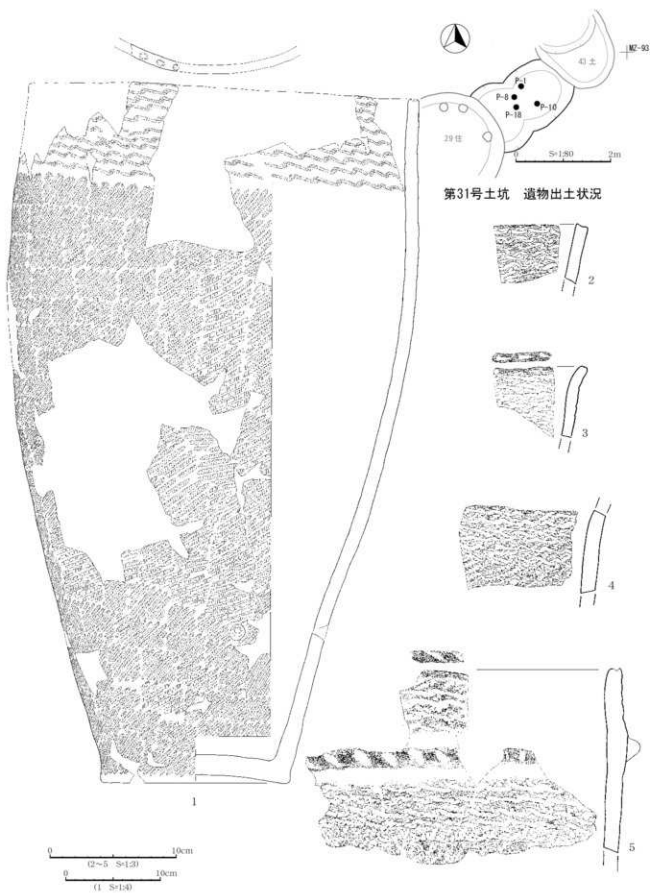 MZ-93
43土
P-1
P-8
P-10
P-18
29住
0 S=1:80 2m
第31号土坑 遺物出土状況
2
3
4
5
1
0 10cm
(2~5 S=1:3)
0 10cm
(1 S=1:4)